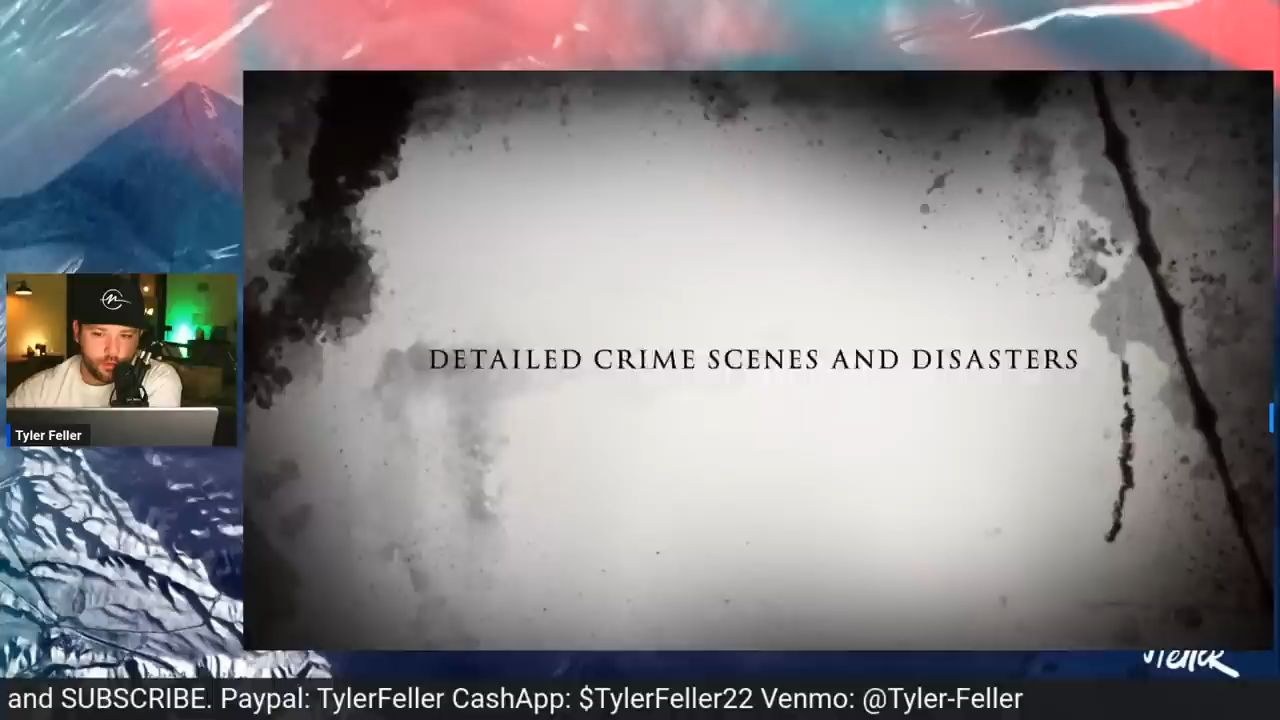 DETAILED CRIME SCENES AND DISASTERS
Tyler Feller
and SUBSCRIBE. Paypal: TylerFeller CashApp: $TylerFeller22 Venmo: @Tyler-Feller